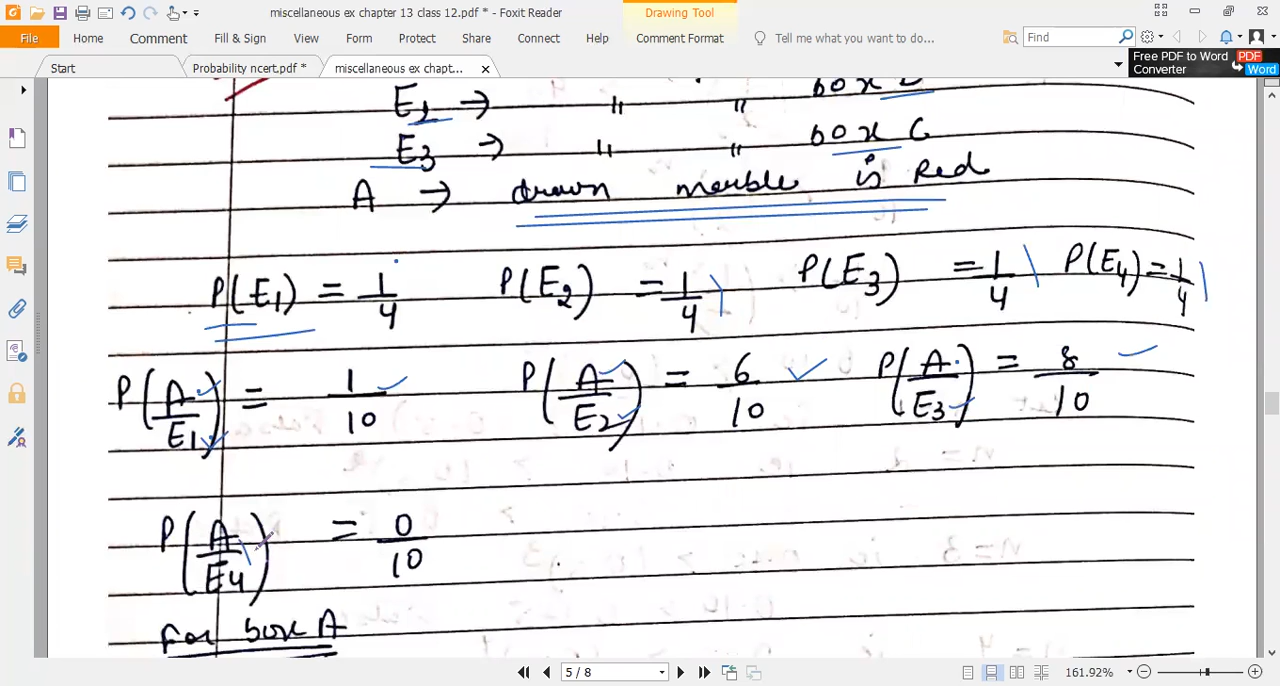 miscellaneous ex chapter 13 class 12.pdf * - Foxit Reader
Drawing Tool
File Home Comment Fill & Sign View Form Protect Share Connect Help Comment Format Tell me what you want to do.. Find
Start Probability ncert.pdf * miscellaneous ex chapt...
Free PDF to Word Converter PDF Word
E2 → " " box
E3 → " " box C
A → drawn marble is Red
P(E1) = 1/4 P(E2) = 1/4 P(E3) = 1/4 P(E4) = 1/4
P(A/E1) = 1/10 P(A/E2) = 6/10 P(A/E3) = 8/10
P(A/E4) = 0/10
For box A
5 / 8 161.92%